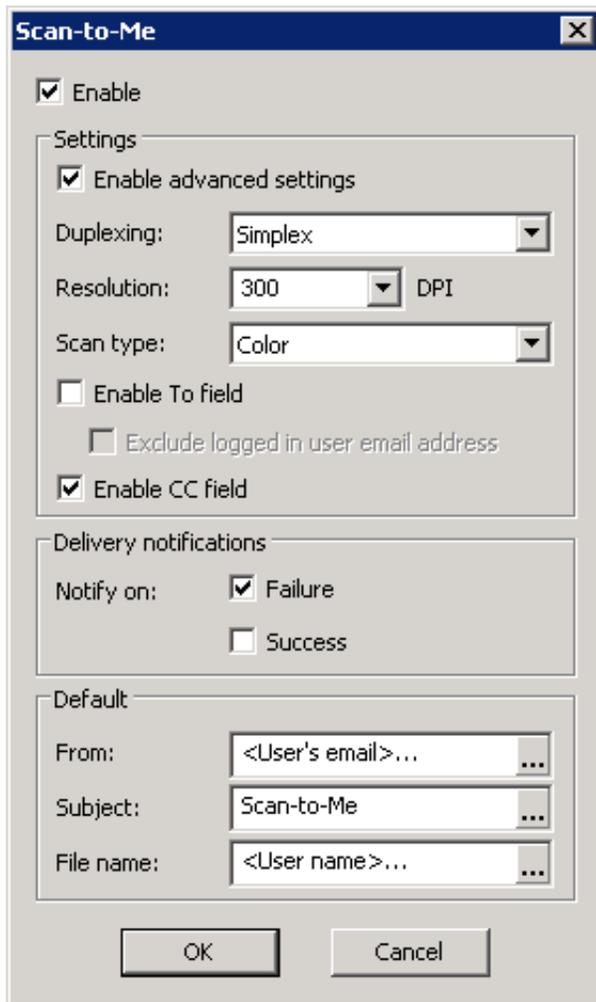 Scan-to-Me
Enable
Settings
Enable advanced settings
Duplexing: Simplex
Resolution: 300 DPI
Scan type: Color
Enable To field
Exclude logged in user email address
Enable CC field
Delivery notifications
Notify on: Failure
Success
Default
From: <User's email>... ...
Subject: Scan-to-Me ...
File name: <User name>... ...
OK Cancel